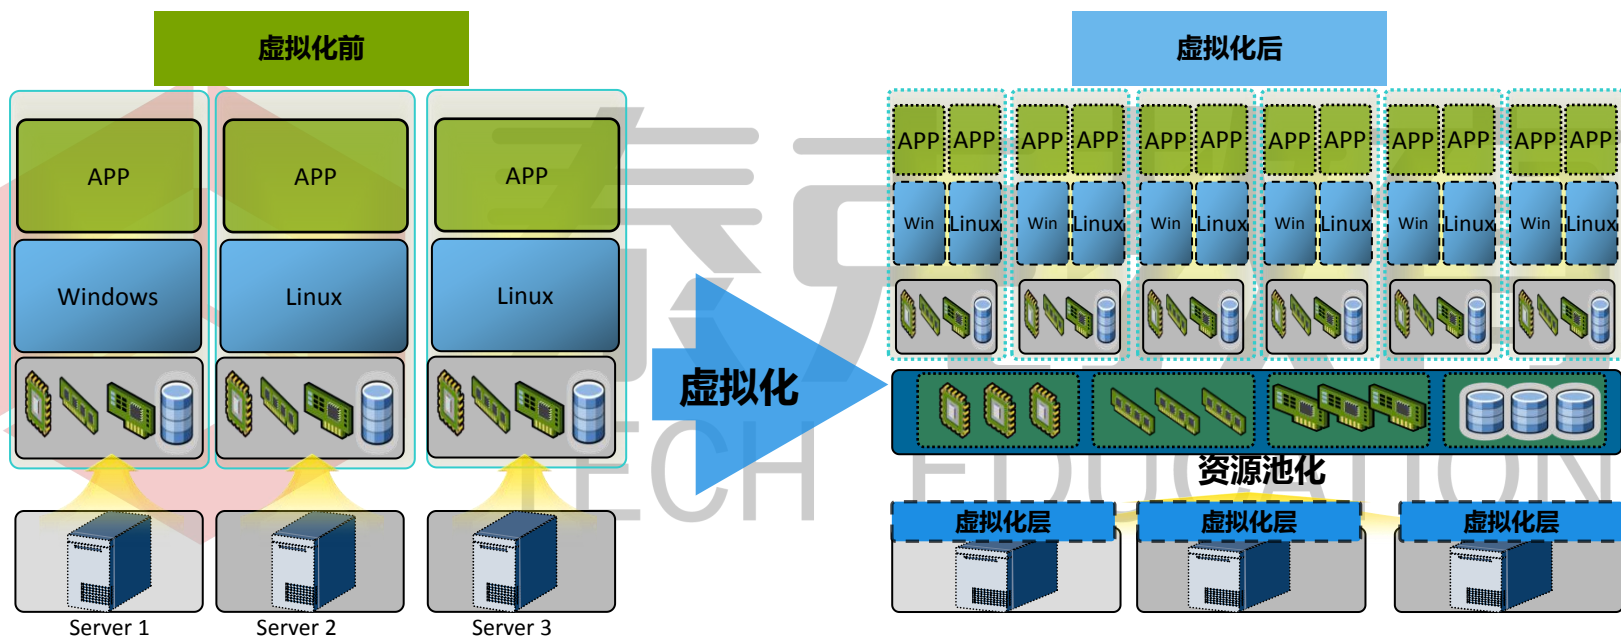 虚拟化前
APP
APP
APP
Windows
Linux
Linux
Server 1
Server 2
Server 3
虚拟化
虚拟化后
APP APP APP APP APP APP APP APP APP APP APP APP
Win Linux Win Linux Win Linux Win Linux Win Linux Win Linux
资源池化
虚拟化层
虚拟化层
虚拟化层
TECH EDUCATION